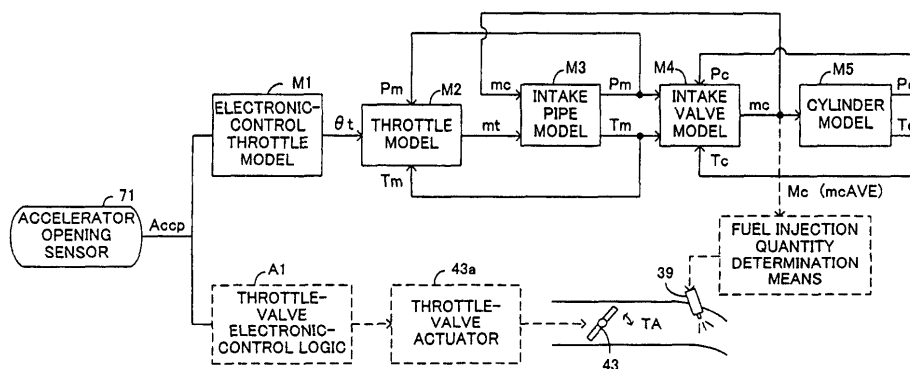 M1
ELECTRONIC-
CONTROL
THROTTLE
MODEL
θt
Pm
M2
THROTTLE
MODEL
Tm
mt
mc
M3
INTAKE
PIPE
MODEL
Pm
Tm
M4
Pc
INTAKE
VALVE
MODEL
mc
Tc
M5
CYLINDER
MODEL
Mc (mcAVE)
71
ACCELERATOR
OPENING
SENSOR
Accp
FUEL INJECTION
QUANTITY
DETERMINATION
MEANS
A1
THROTTLE-
VALVE
ELECTRONIC-
CONTROL LOGIC
43a
THROTTLE-
VALVE
ACTUATOR
39
TA
43